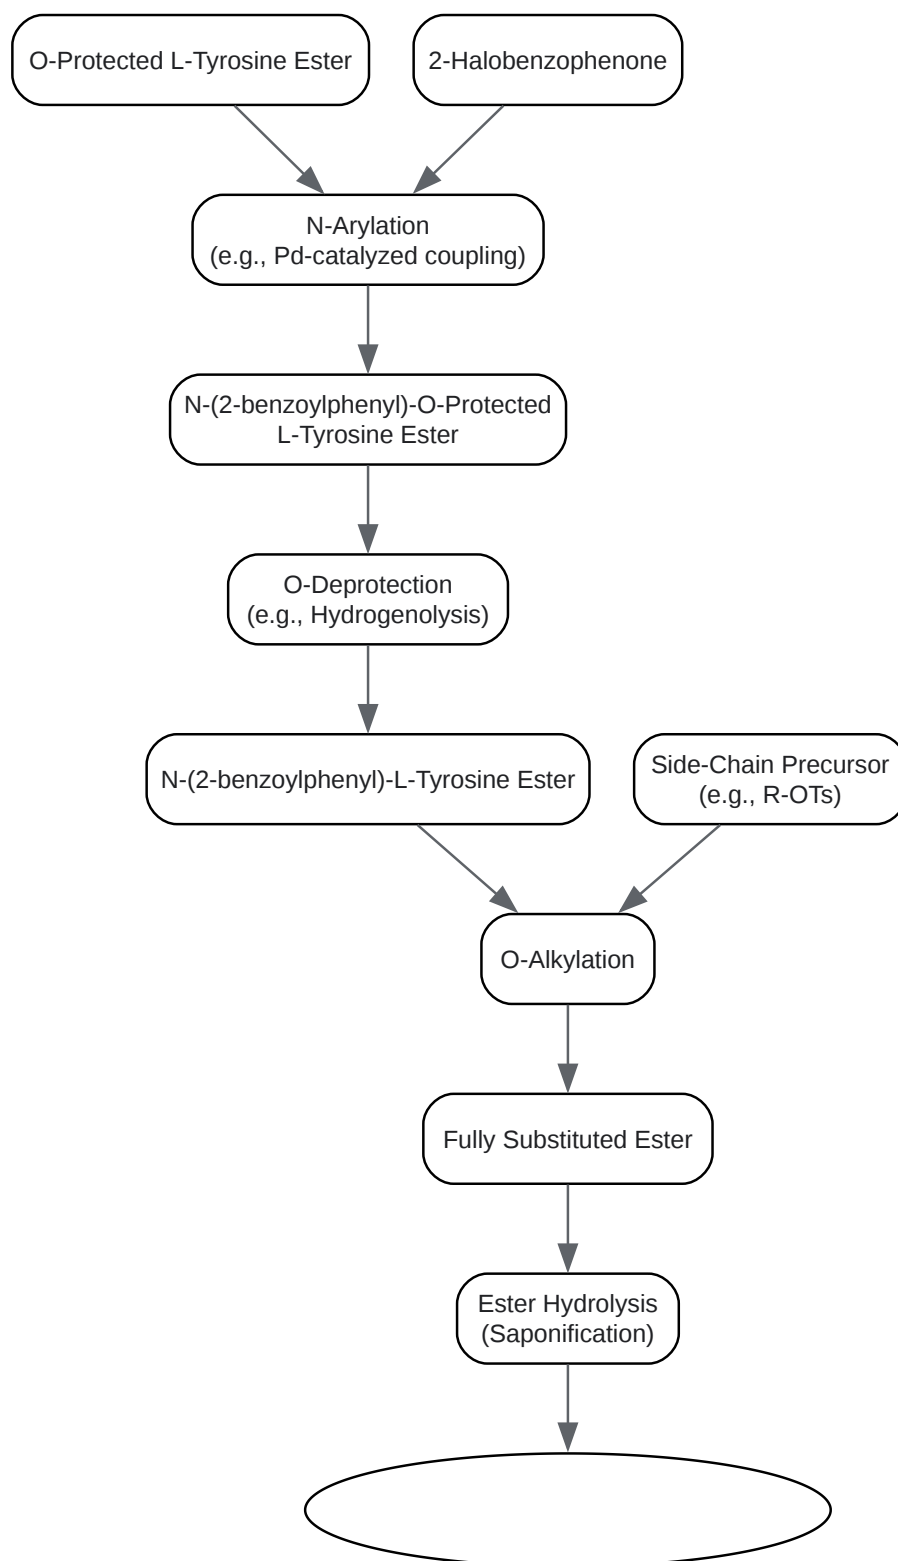 O-Protected L-Tyrosine Ester
2-Halobenzophenone
N-Arylation
(e.g., Pd-catalyzed coupling)
N-(2-benzoylphenyl)-O-Protected
L-Tyrosine Ester
O-Deprotection
(e.g., Hydrogenolysis)
N-(2-benzoylphenyl)-L-Tyrosine Ester
Side-Chain Precursor
(e.g., R-OTs)
O-Alkylation
Fully Substituted Ester
Ester Hydrolysis
(Saponification)